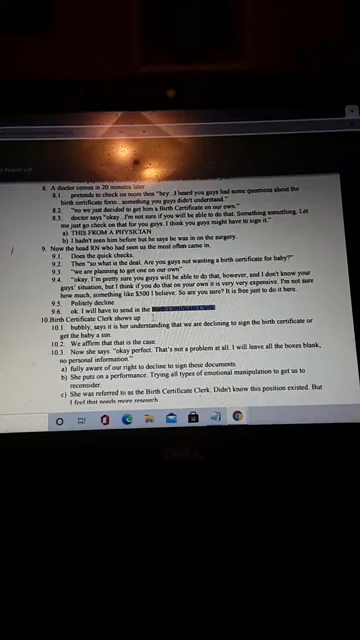 8. A doctor comes in 20 minutes later
8.1. pretends to check on mom then "hey...I heard you guys had some questions about the
birth certificate form...something you guys didn't understand."
8.2. "no we just decided to get him a Birth Certificate on our own."
8.3. doctor says "okay...I'm not sure if you will be able to do that. Something something. Let
me just go check on that for you guys. I think you guys might have to sign it."
a) THIS FROM A PHYSICIAN
b) I hadn't seen him before but he says he was in on the surgery.
9. Now the head RN who had seen us the most often came in.
9.1. Does the quick checks.
9.2. Then "so what is the deal. Are you guys not wanting a birth certificate for baby?"
9.3. "we are planning to get one on our own"
9.4. "okay. I'm pretty sure you guys will be able to do that, however, and I don't know your
guys' situation, but I think if you do that on your own it is very very expensive. I'm not sure
how much, something like $500 I believe. So are you sure? It is free just to do it here.
9.5. Politely decline
9.6. ok. I will have to send in the Birth Certificate Clerk
10. Birth Certificate Clerk shows up
10.1. bubbly, says it is her understanding that we are declining to sign the birth certificate or
get the baby a ssn.
10.2. We affirm that that is the case.
10.3. Now she says. "okay perfect. That's not a problem at all. I will leave all the boxes blank,
no personal information."
a) fully aware of our right to decline to sign these documents.
b) She puts on a performance. Trying all types of emotional manipulation to get us to
reconsider.
c) She was referred to as the Birth Certificate Clerk. Didn't know this position existed. But
I feel that needs more research
DELL